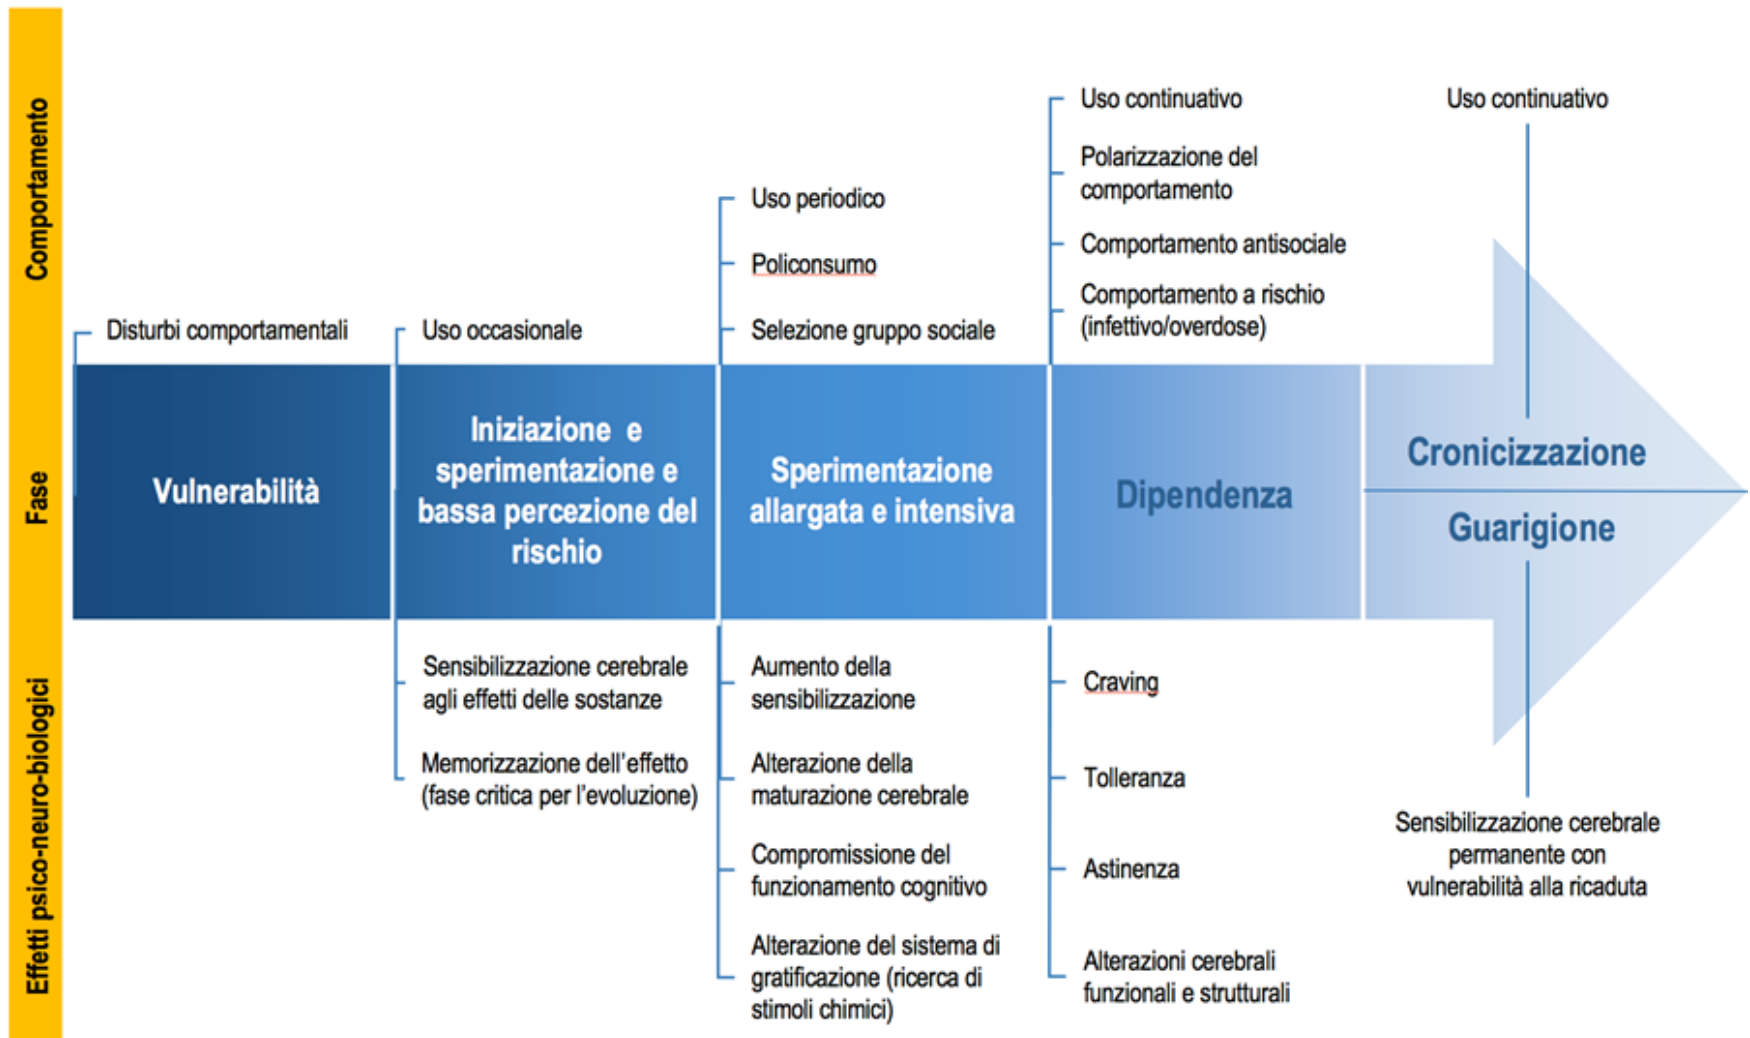 Comportamento
Disturbi comportamentali
Uso occasionale
Uso periodico
Policonsumo
Selezione gruppo sociale
Uso continuativo
Polarizzazione del
comportamento
Comportamento antisociale
Comportamento a rischio
(infettivo/overdose)
Uso continuativo
Fase
Vulnerabilità
Iniziazione e
sperimentazione e
bassa percezione del
rischio
Sperimentazione
allargata e intensiva
Dipendenza
Cronicizzazione
Guarigione
Effetti psico-neuro-biologici
Sensibilizzazione cerebrale
agli effetti delle sostanze
Memorizzazione dell'effetto
(fase critica per l'evoluzione)
Aumento della
sensibilizzazione
Alterazione della
maturazione cerebrale
Compromissione del
funzionamento cognitivo
Alterazione del sistema di
gratificazione (ricerca di
stimoli chimici)
Craving
Tolleranza
Astinenza
Alterazioni cerebrali
funzionali e strutturali
Sensibilizzazione cerebrale
permanente con
vulnerabilità alla ricaduta